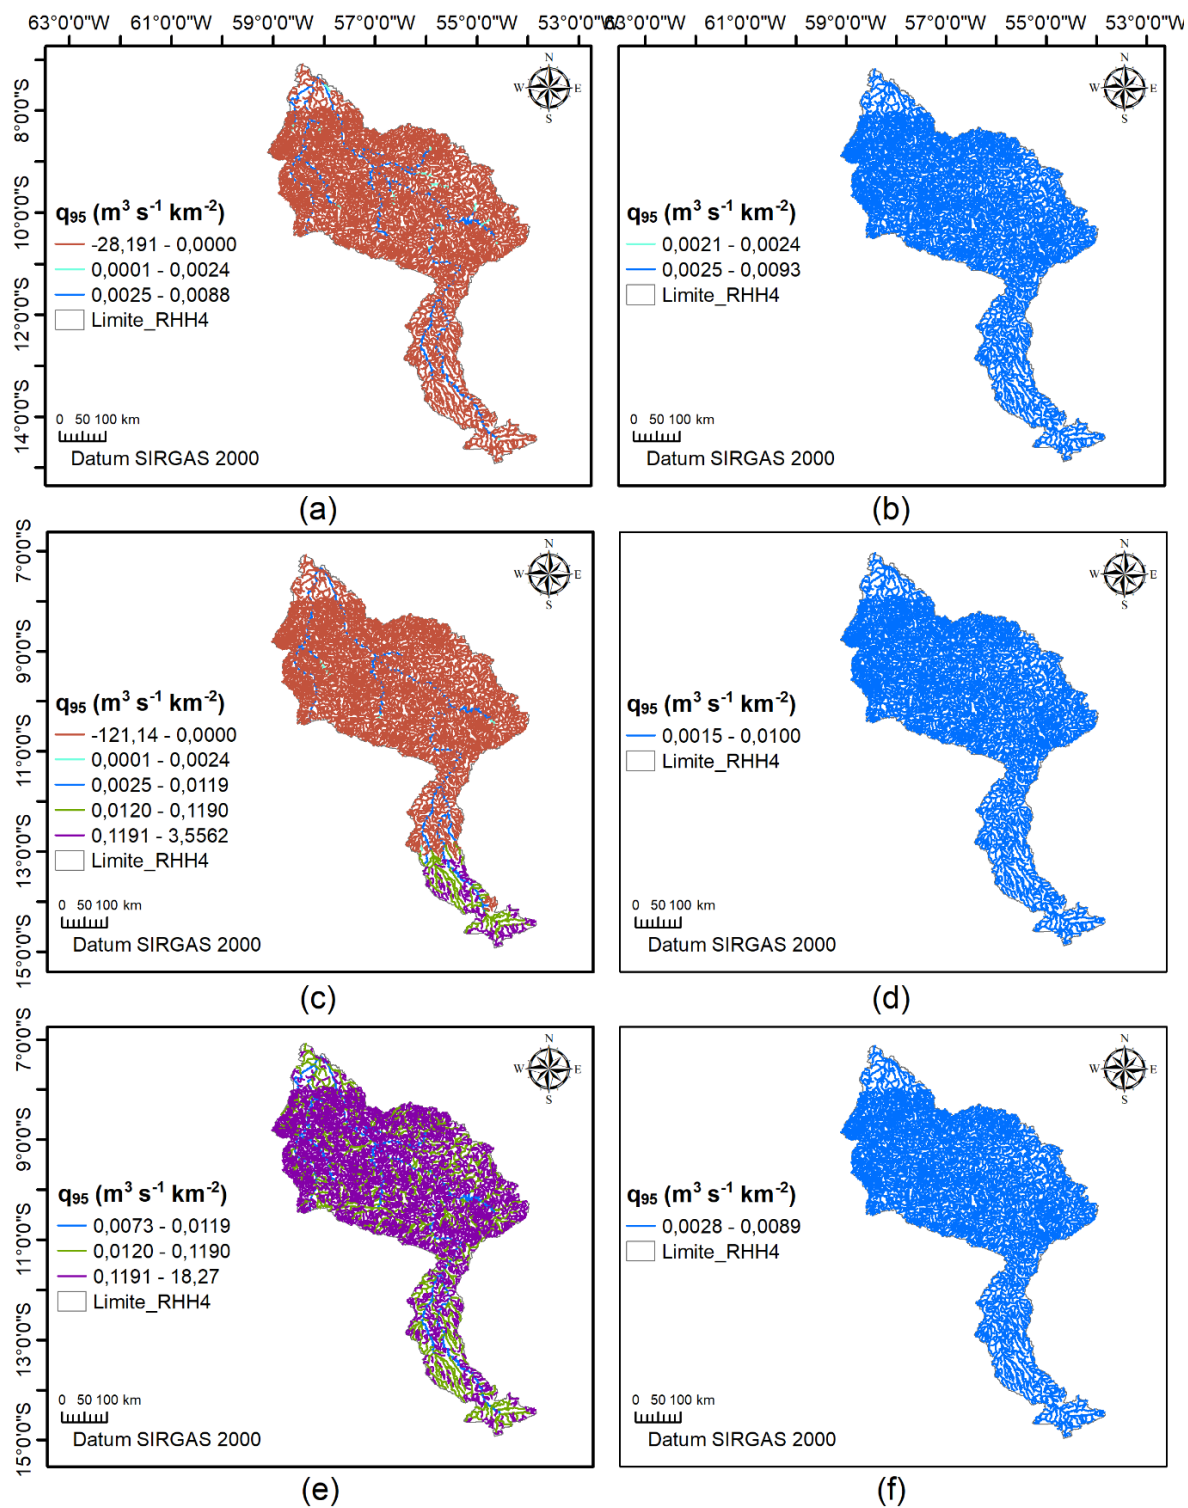 63°0'0"W 61°0'0"W 59°0'0"W 57°0'0"W 55°0'0"W 53°0'0"W
63°0'0"W 61°0'0"W 59°0'0"W 57°0'0"W 55°0'0"W 53°0'0"W
8°0'0"S
10°0'0"S
12°0'0"S
14°0'0"S
N
W E
S
q95 (m³ s⁻¹ km⁻²)
-28,191 - 0,0000
0,0001 - 0,0024
0,0025 - 0,0088
Limite_RHH4
0 50 100 km
Datum SIRGAS 2000
(a)
N
W E
S
q95 (m³ s⁻¹ km⁻²)
0,0021 - 0,0024
0,0025 - 0,0093
Limite_RHH4
0 50 100 km
Datum SIRGAS 2000
(b)
7°0'0"S
9°0'0"S
11°0'0"S
13°0'0"S
15°0'0"S
N
W E
S
q95 (m³ s⁻¹ km⁻²)
-121,14 - 0,0000
0,0001 - 0,0024
0,0025 - 0,0119
0,0120 - 0,1190
0,1191 - 3,5562
Limite_RHH4
0 50 100 km
Datum SIRGAS 2000
(c)
N
W E
S
q95 (m³ s⁻¹ km⁻²)
0,0015 - 0,0100
Limite_RHH4
0 50 100 km
Datum SIRGAS 2000
(d)
7°0'0"S
9°0'0"S
11°0'0"S
13°0'0"S
15°0'0"S
N
W E
S
q95 (m³ s⁻¹ km⁻²)
0,0073 - 0,0119
0,0120 - 0,1190
0,1191 - 18,27
Limite_RHH4
0 50 100 km
Datum SIRGAS 2000
(e)
N
W E
S
q95 (m³ s⁻¹ km⁻²)
0,0028 - 0,0089
Limite_RHH4
0 50 100 km
Datum SIRGAS 2000
(f)